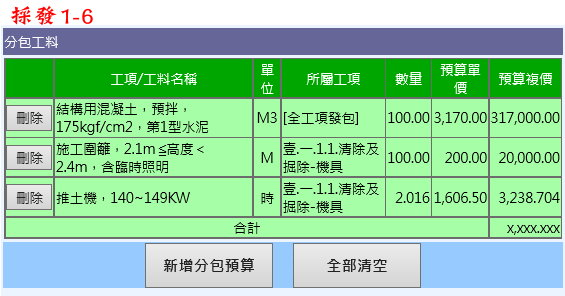 採發1-6
分包工料
工項/工料名稱 單位 所屬工項 數量 預算單價 預算複價
刪除 結構用混凝土，預拌，175kgf/cm2，第1型水泥 M3 [全工項發包] 100.00 3,170.00 317,000.00
刪除 施工圍籬，2.1m≦高度＜2.4m，含臨時照明 M 壹.一.1.1.清除及掘除-機具 100.00 200.00 20,000.00
刪除 推土機，140~149KW 時 壹.一.1.1.清除及掘除-機具 2.016 1,606.50 3,238.704
合計 x,xxx.xxx
新增分包預算 全部清空